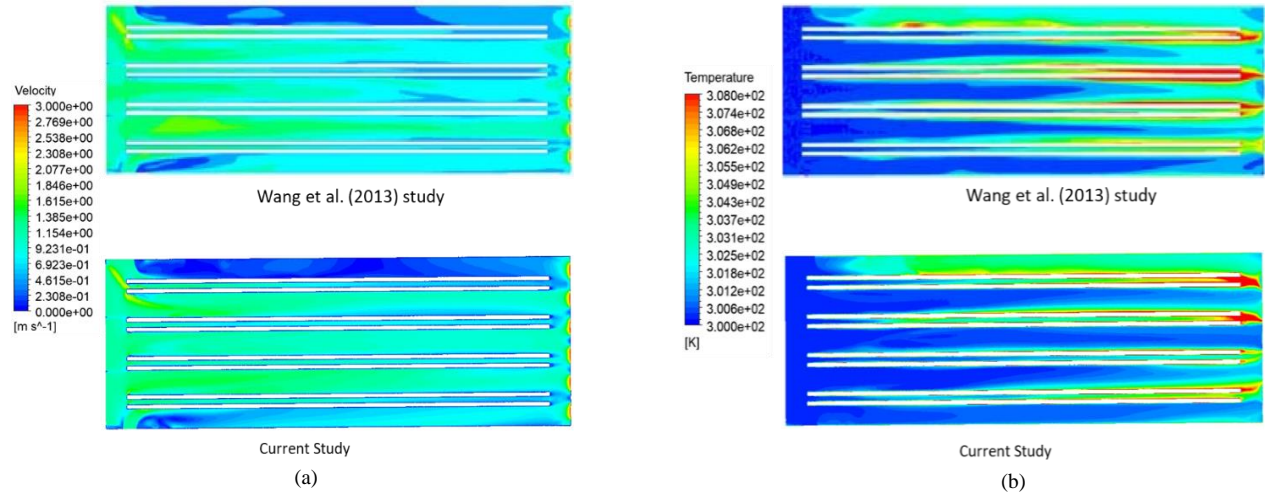 Velocity
3.000e+00
2.769e+00
2.538e+00
2.308e+00
2.077e+00
1.846e+00
1.615e+00
1.385e+00
1.154e+00
9.231e-01
6.923e-01
4.615e-01
2.308e-01
0.000e+00
[m s^-1]
Wang et al. (2013) study
Current Study
(a)
Temperature
3.080e+02
3.074e+02
3.068e+02
3.062e+02
3.055e+02
3.049e+02
3.043e+02
3.037e+02
3.031e+02
3.025e+02
3.018e+02
3.012e+02
3.006e+02
3.000e+02
[K]
Wang et al. (2013) study
Current Study
(b)